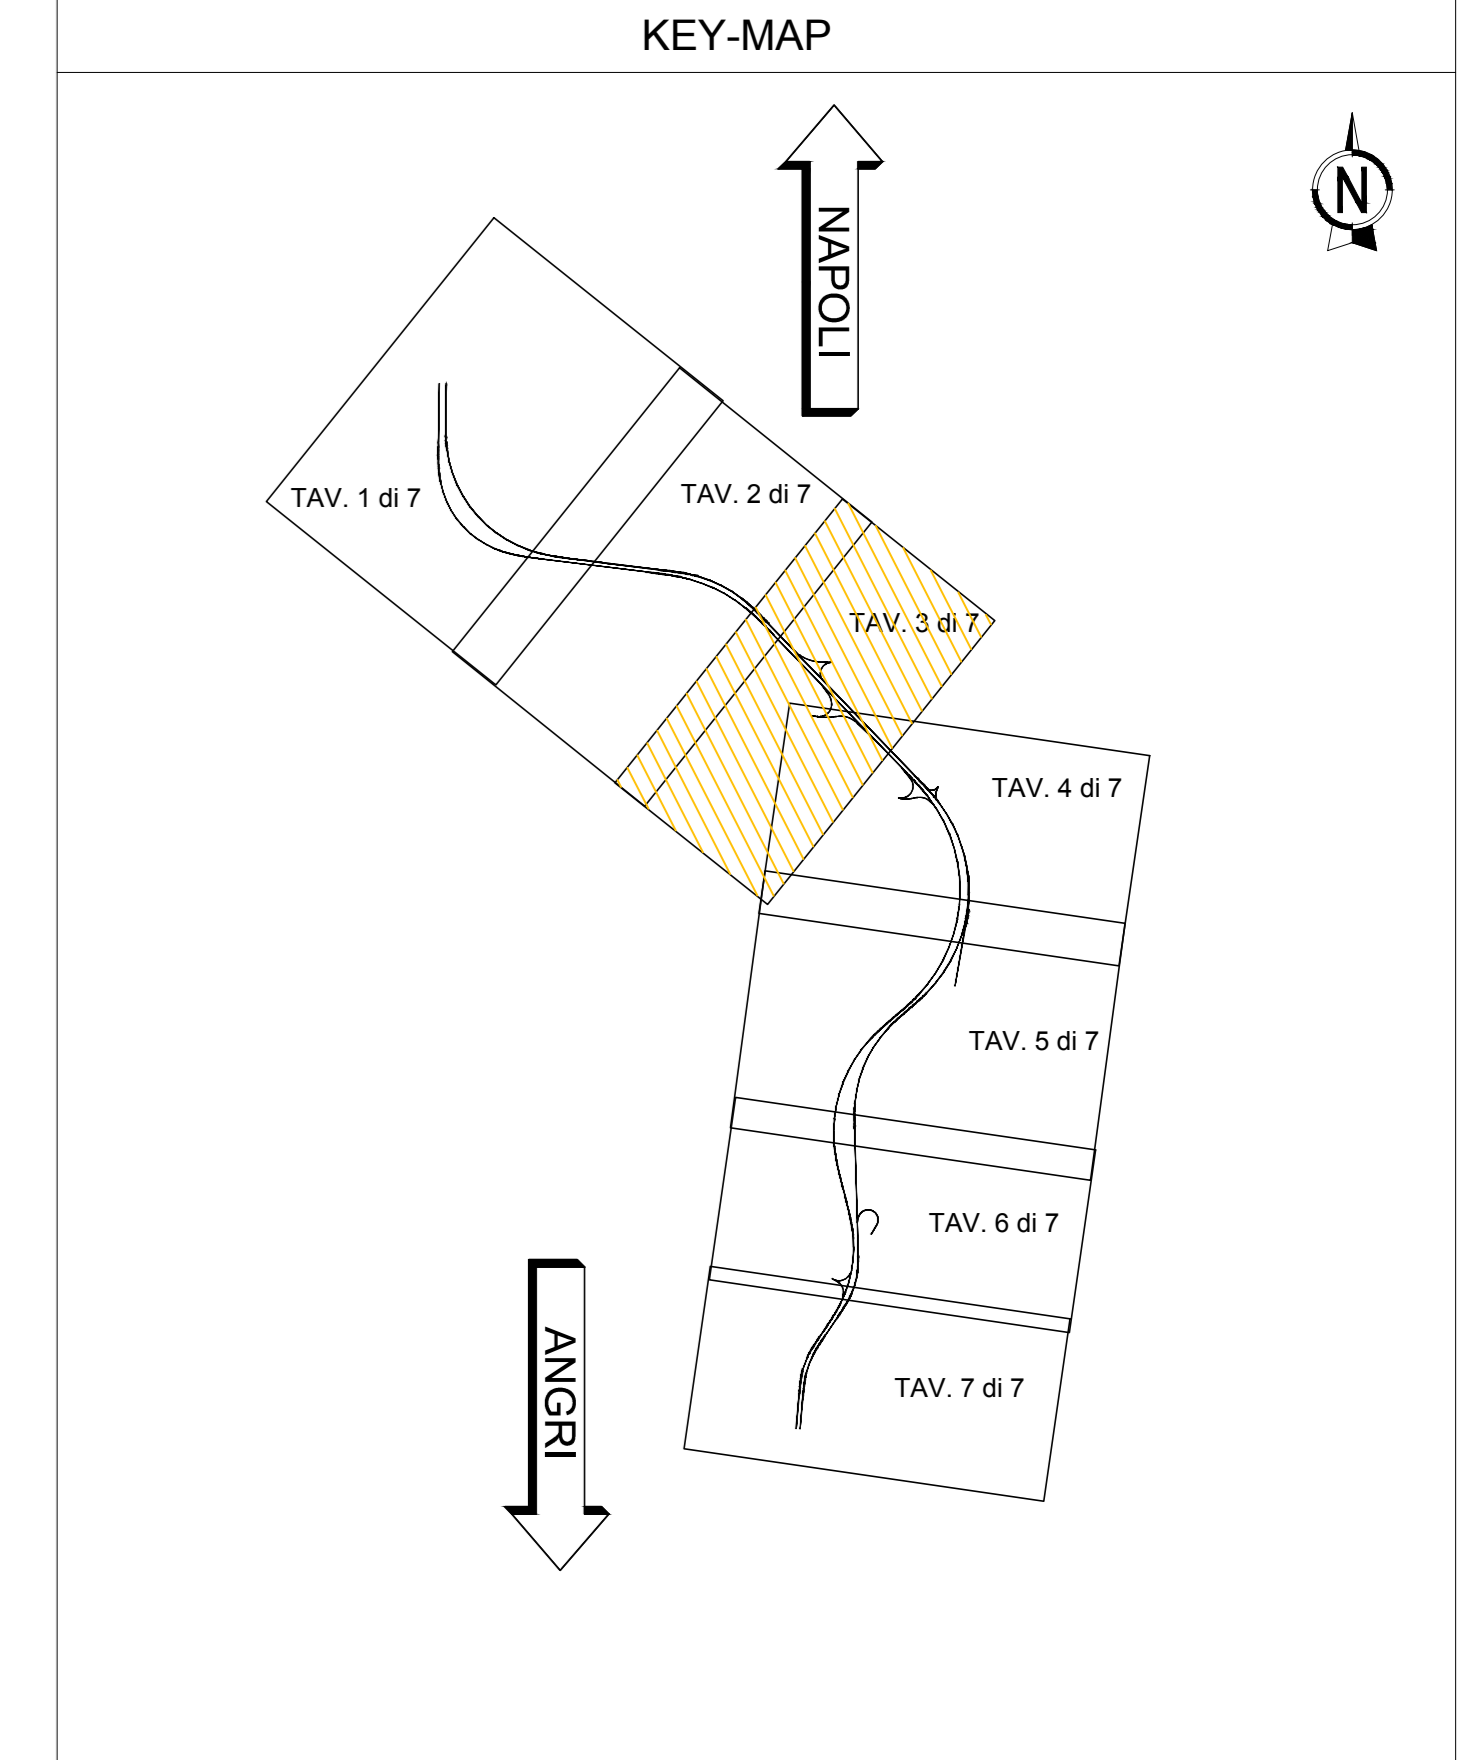 KEY-MAP
N
NAPOLI
TAV. 1 di 7
TAV. 2 di 7
TAV. 3 di 7
TAV. 4 di 7
TAV. 5 di 7
TAV. 6 di 7
ANGRI
TAV. 7 di 7